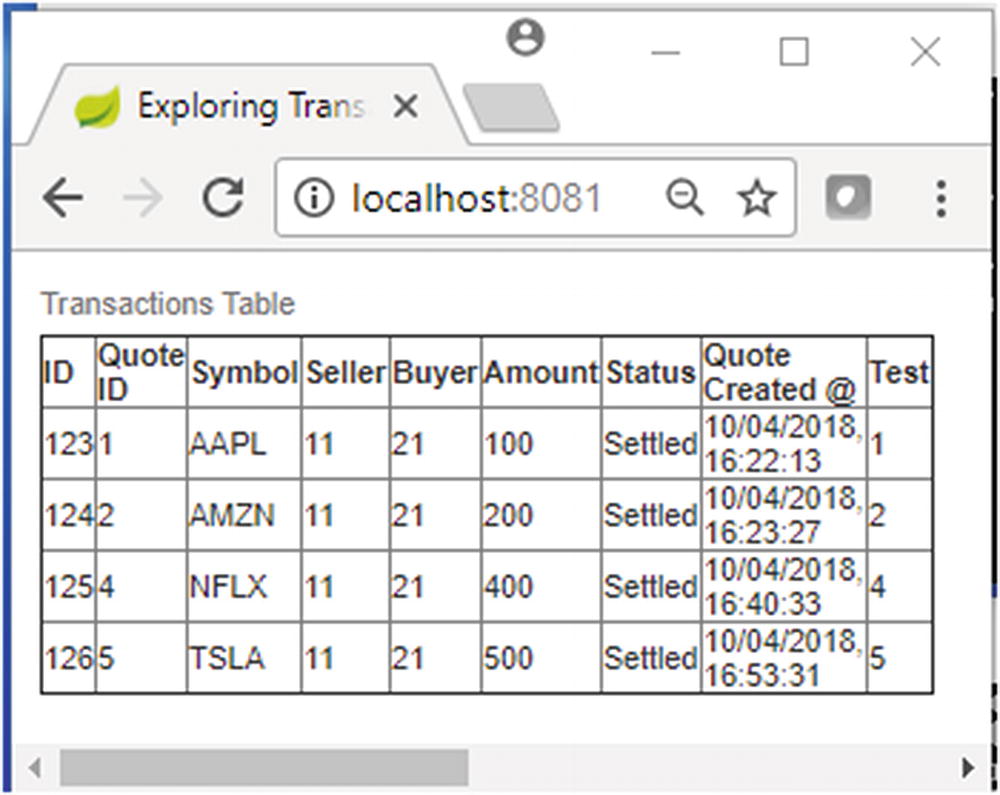 Exploring Trans
localhost:8081
Transactions Table
ID Quote ID Symbol Seller Buyer Amount Status Quote Created @ Test
123 1 AAPL 11 21 100 Settled 10/04/2018, 16:22:13 1
124 2 AMZN 11 21 200 Settled 10/04/2018, 16:23:27 2
125 4 NFLX 11 21 400 Settled 10/04/2018, 16:40:33 4
126 5 TSLA 11 21 500 Settled 10/04/2018, 16:53:31 5